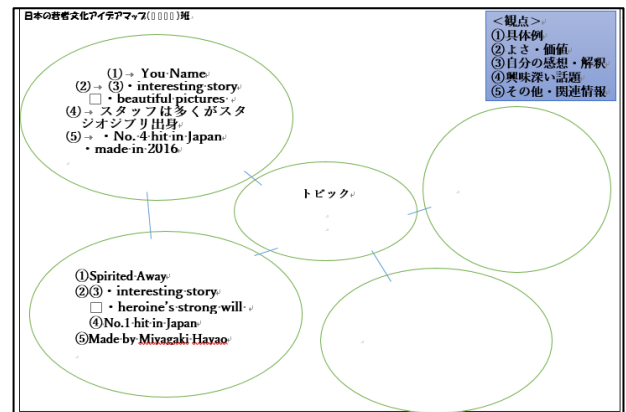 日本の若者文化アイデアマップ(□□□□)班
<観点>
①具体例
②よさ・価値
③自分の感想・解釈
④興味深い話題
⑤その他・関連情報
(1)→ You Name
(2)→ (3)・interesting story
□・beautiful pictures
(4)→ スタッフは多くがスタ
ジオジブリ出身
(5)→ ・No. 4 hit in Japan
・made in 2016
トピック
①Spirited Away
②③・interesting story
□・heroine's strong will
④No.1 hit in Japan
⑤Made by Miyagaki Hayao